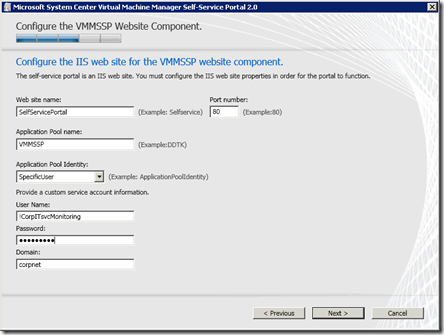 Microsoft System Center Virtual Machine Manager Self-Service Portal 2.0
Configure the VMMSSP Website Component.
Configure the IIS web site for the VMMSSP website component.
The self-service portal is an IIS web site. You must configure the IIS web site properties in order for the portal to function.
Web site name: Port number:
SelfServicePortal (Example: Selfservice) 80 (Example:80)
Application Pool name:
VMMSSP (Example:DDTK)
Application Pool Identity:
SpecificUser (Example: ApplicationPoolIdentity)
Provide a custom service account information.
User Name:
!CorpITsvcMonitoring
Password:
●●●●●●●●●
Domain:
corpnet
< Previous Next > Cancel